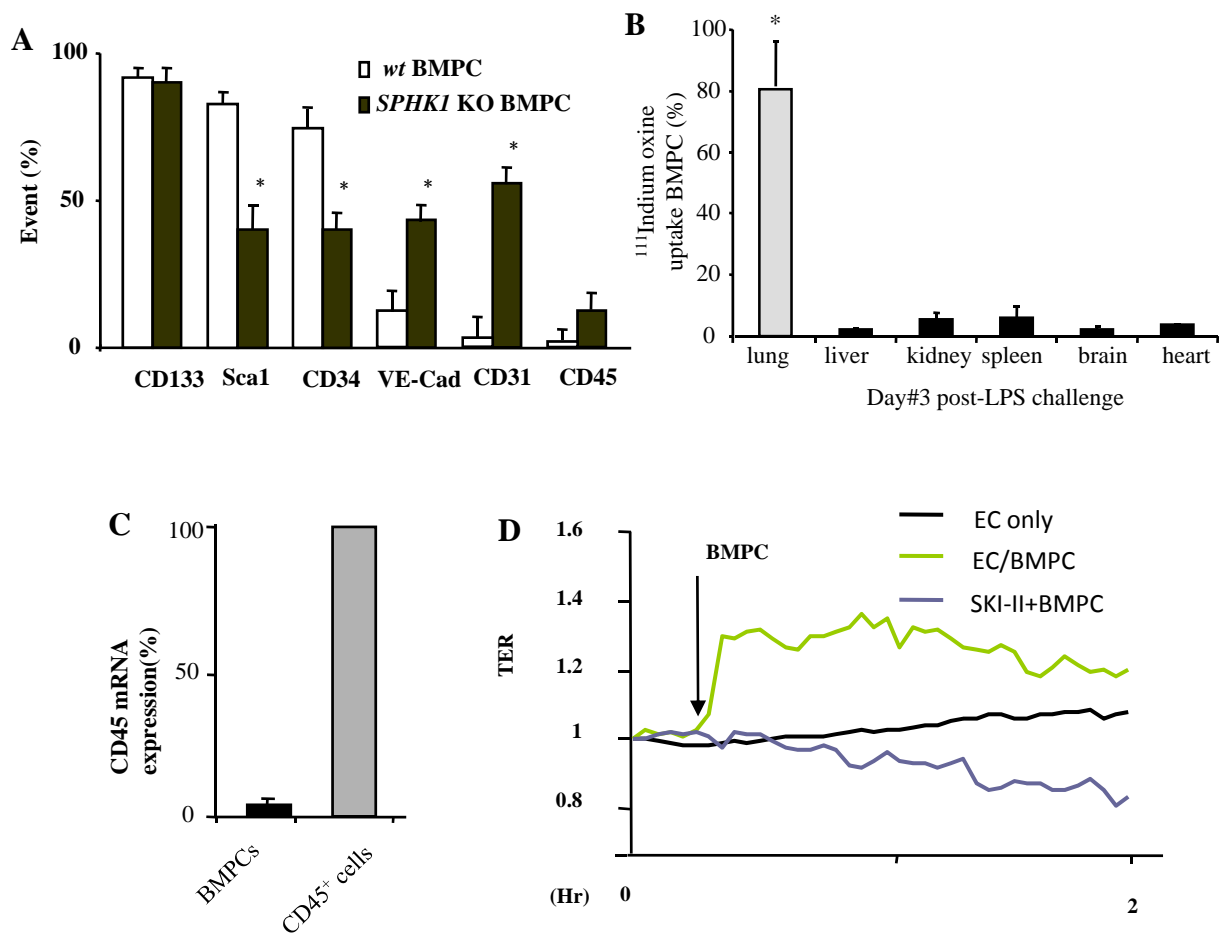 A
100
50
0
Event (%)
wt BMPC
SPHK1 KO BMPC
*
*
*
*
CD133
Sca1
CD34
VE-Cad
CD31
CD45
B
100
80
60
40
20
0
111Indium oxine
uptake BMPC (%)
*
lung
liver
kidney
spleen
brain
heart
Day#3 post-LPS challenge
C
100
50
0
CD45 mRNA
expression(%)
BMPCs
CD45+ cells
D
1.6
1.4
1.2
1
0.8
TER
BMPC
EC only
EC/BMPC
SKI-II+BMPC
(Hr)
0
2